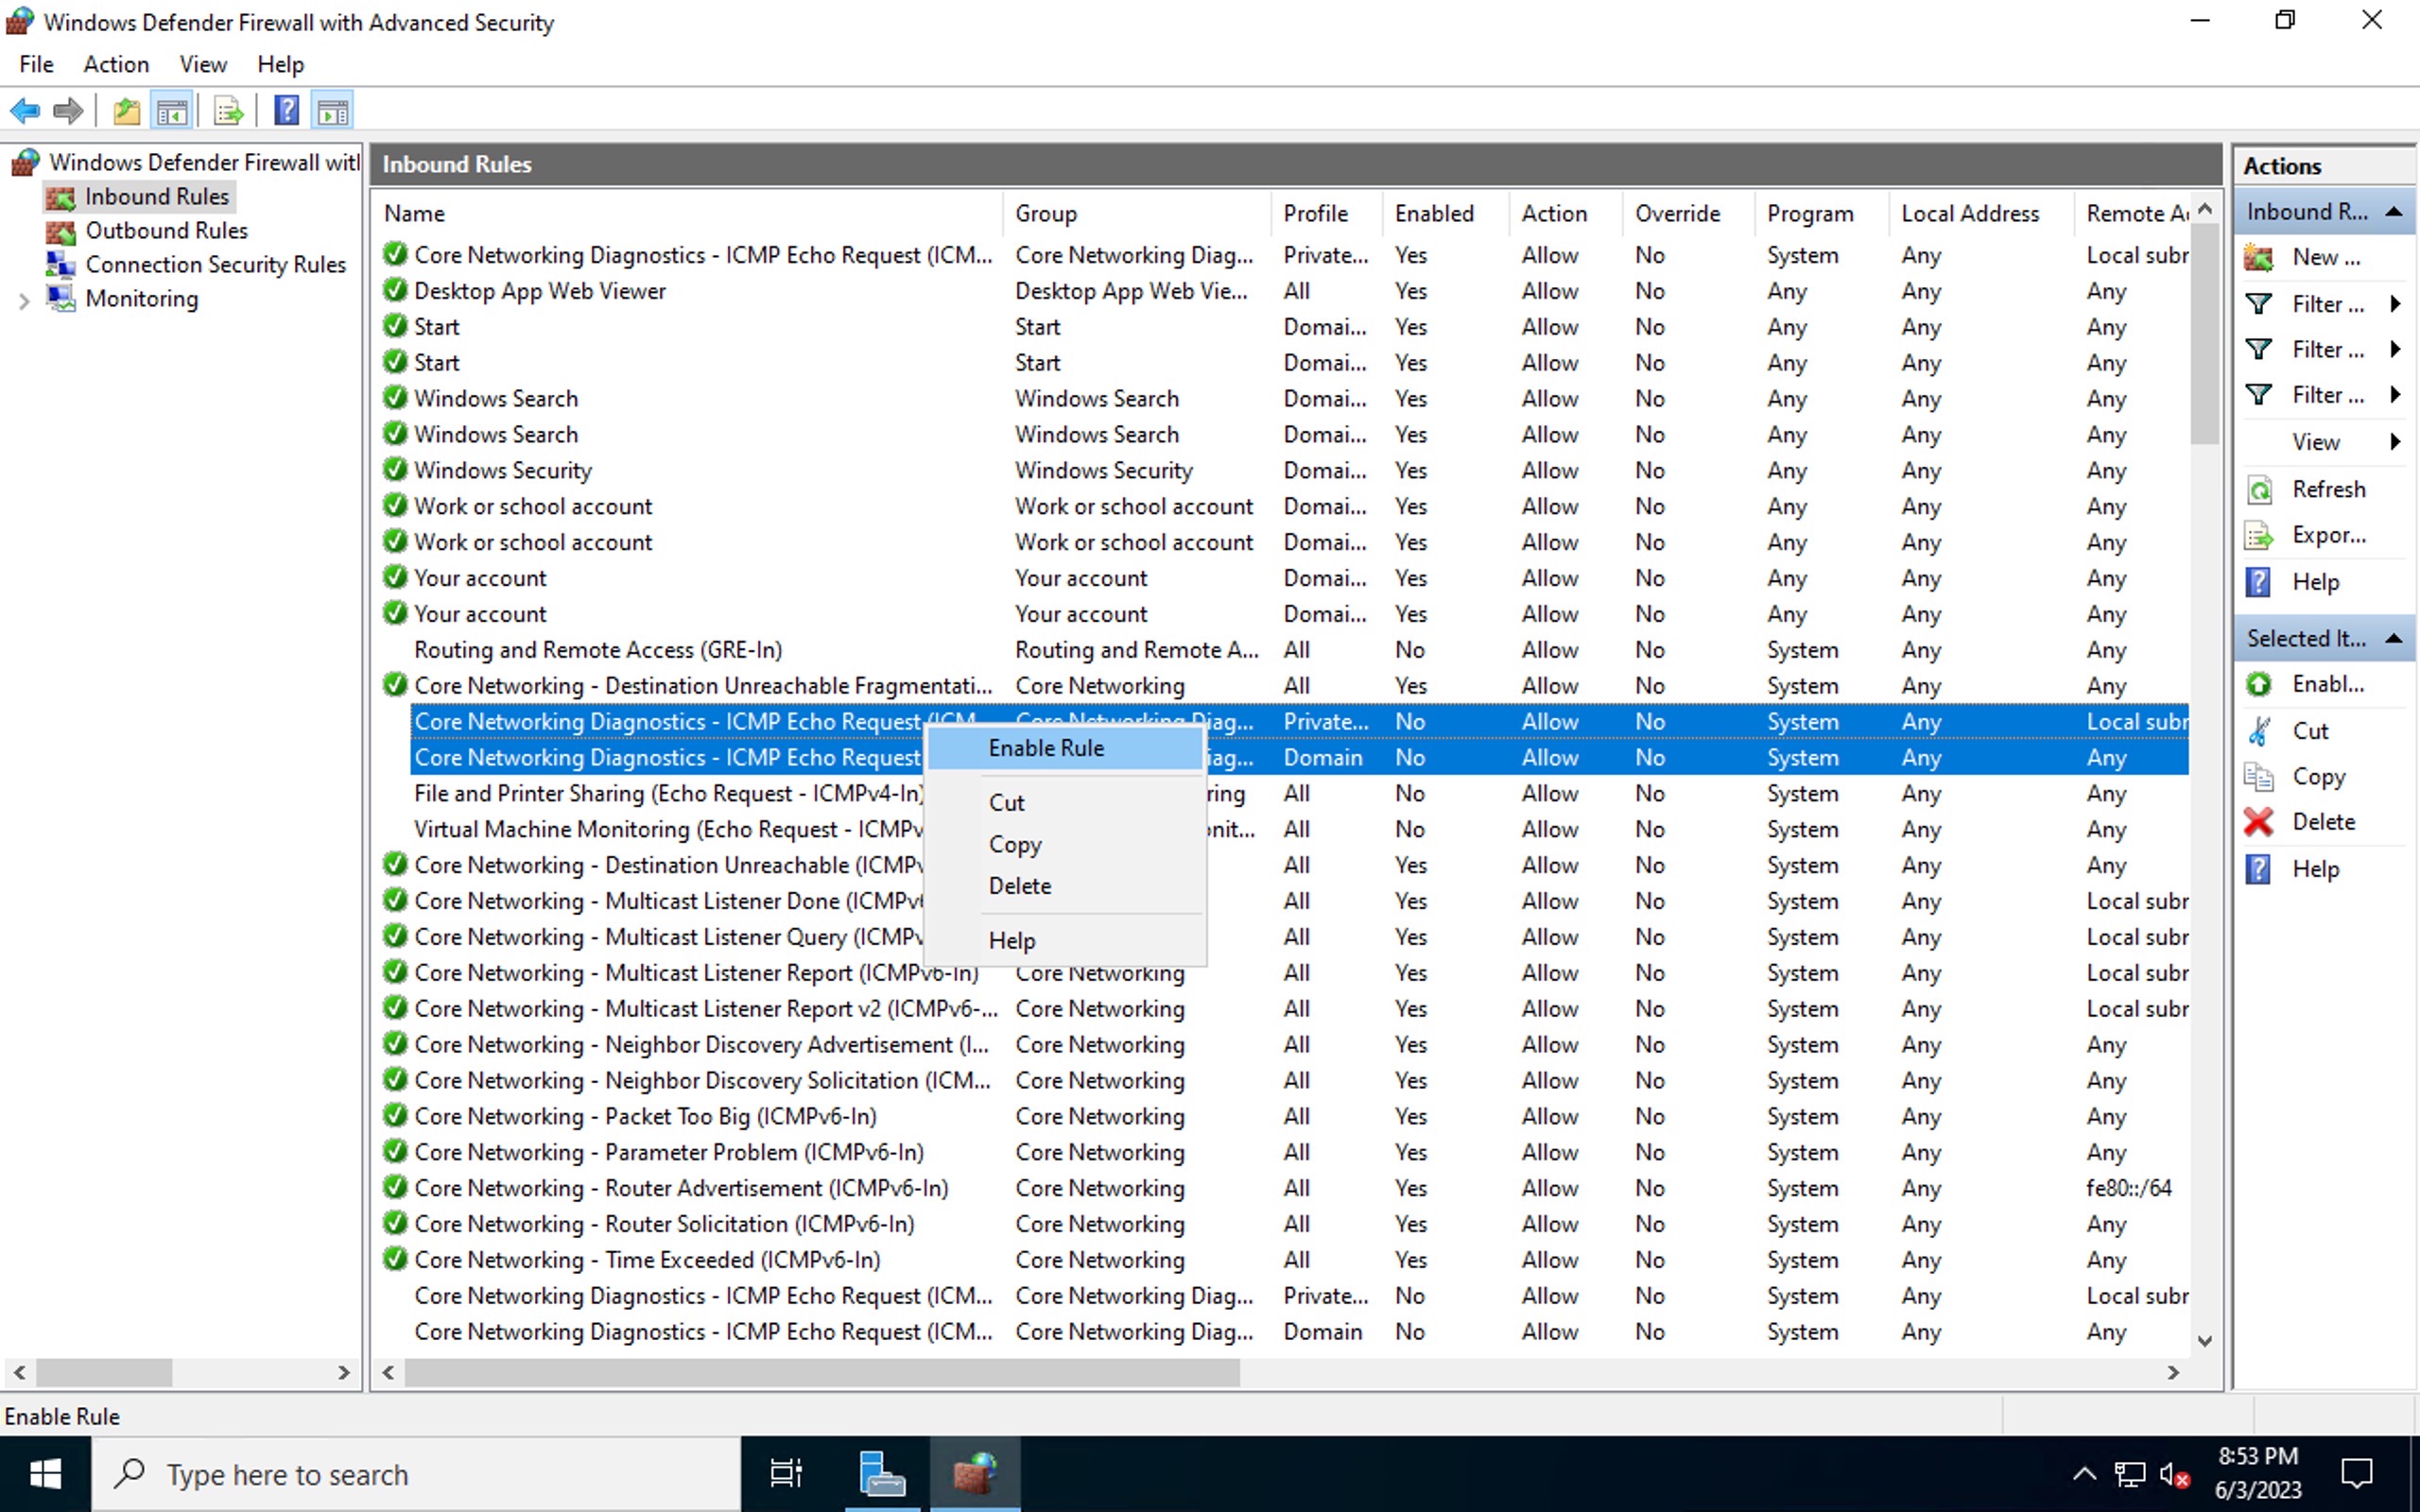 Windows Defender Firewall with Advanced Security
File Action View Help
Windows Defender Firewall witl
Inbound Rules
Outbound Rules
Connection Security Rules
Monitoring
Inbound Rules
Name Group Profile Enabled Action Override Program Local Address Remote A
Core Networking Diagnostics - ICMP Echo Request (ICM... Core Networking Diag... Private... Yes Allow No System Any Local subr
Desktop App Web Viewer Desktop App Web Vie... All Yes Allow No Any Any Any
Start Start Domai... Yes Allow No Any Any Any
Start Start Domai... Yes Allow No Any Any Any
Windows Search Windows Search Domai... Yes Allow No Any Any Any
Windows Search Windows Search Domai... Yes Allow No Any Any Any
Windows Security Windows Security Domai... Yes Allow No Any Any Any
Work or school account Work or school account Domai... Yes Allow No Any Any Any
Work or school account Work or school account Domai... Yes Allow No Any Any Any
Your account Your account Domai... Yes Allow No Any Any Any
Your account Your account Domai... Yes Allow No Any Any Any
Routing and Remote Access (GRE-In) Routing and Remote A... All No Allow No System Any Any
Core Networking - Destination Unreachable Fragmentati... Core Networking All Yes Allow No System Any Any
Core Networking Diagnostics - ICMP Echo Request (ICM Core Networking Diag... Private... No Allow No System Any Local subr
Core Networking Diagnostics - ICMP Echo Request iag... Domain No Allow No System Any Any
File and Printer Sharing (Echo Request - ICMPv4-In) ring All No Allow No System Any Any
Virtual Machine Monitoring (Echo Request - ICMPv onit... All No Allow No System Any Any
Core Networking - Destination Unreachable (ICMPv All Yes Allow No System Any Any
Core Networking - Multicast Listener Done (ICMPv All Yes Allow No System Any Local subr
Core Networking - Multicast Listener Query (ICMPv All Yes Allow No System Any Local subr
Core Networking - Multicast Listener Report (ICMPv6-In) Core Networking All Yes Allow No System Any Local subr
Core Networking - Multicast Listener Report v2 (ICMPv6-... Core Networking All Yes Allow No System Any Local subr
Core Networking - Neighbor Discovery Advertisement (I... Core Networking All Yes Allow No System Any Any
Core Networking - Neighbor Discovery Solicitation (ICM... Core Networking All Yes Allow No System Any Any
Core Networking - Packet Too Big (ICMPv6-In) Core Networking All Yes Allow No System Any Any
Core Networking - Parameter Problem (ICMPv6-In) Core Networking All Yes Allow No System Any Any
Core Networking - Router Advertisement (ICMPv6-In) Core Networking All Yes Allow No System Any fe80::/64
Core Networking - Router Solicitation (ICMPv6-In) Core Networking All Yes Allow No System Any Any
Core Networking - Time Exceeded (ICMPv6-In) Core Networking All Yes Allow No System Any Any
Core Networking Diagnostics - ICMP Echo Request (ICM... Core Networking Diag... Private... No Allow No System Any Local subr
Core Networking Diagnostics - ICMP Echo Request (ICM... Core Networking Diag... Domain No Allow No System Any Any
Enable Rule
Cut
Copy
Delete
Help
Actions
Inbound R...
New ...
Filter ...
Filter ...
Filter ...
View
Refresh
Expor...
Help
Selected It...
Enabl...
Cut
Copy
Delete
Help
Enable Rule
Type here to search
8:53 PM
6/3/2023